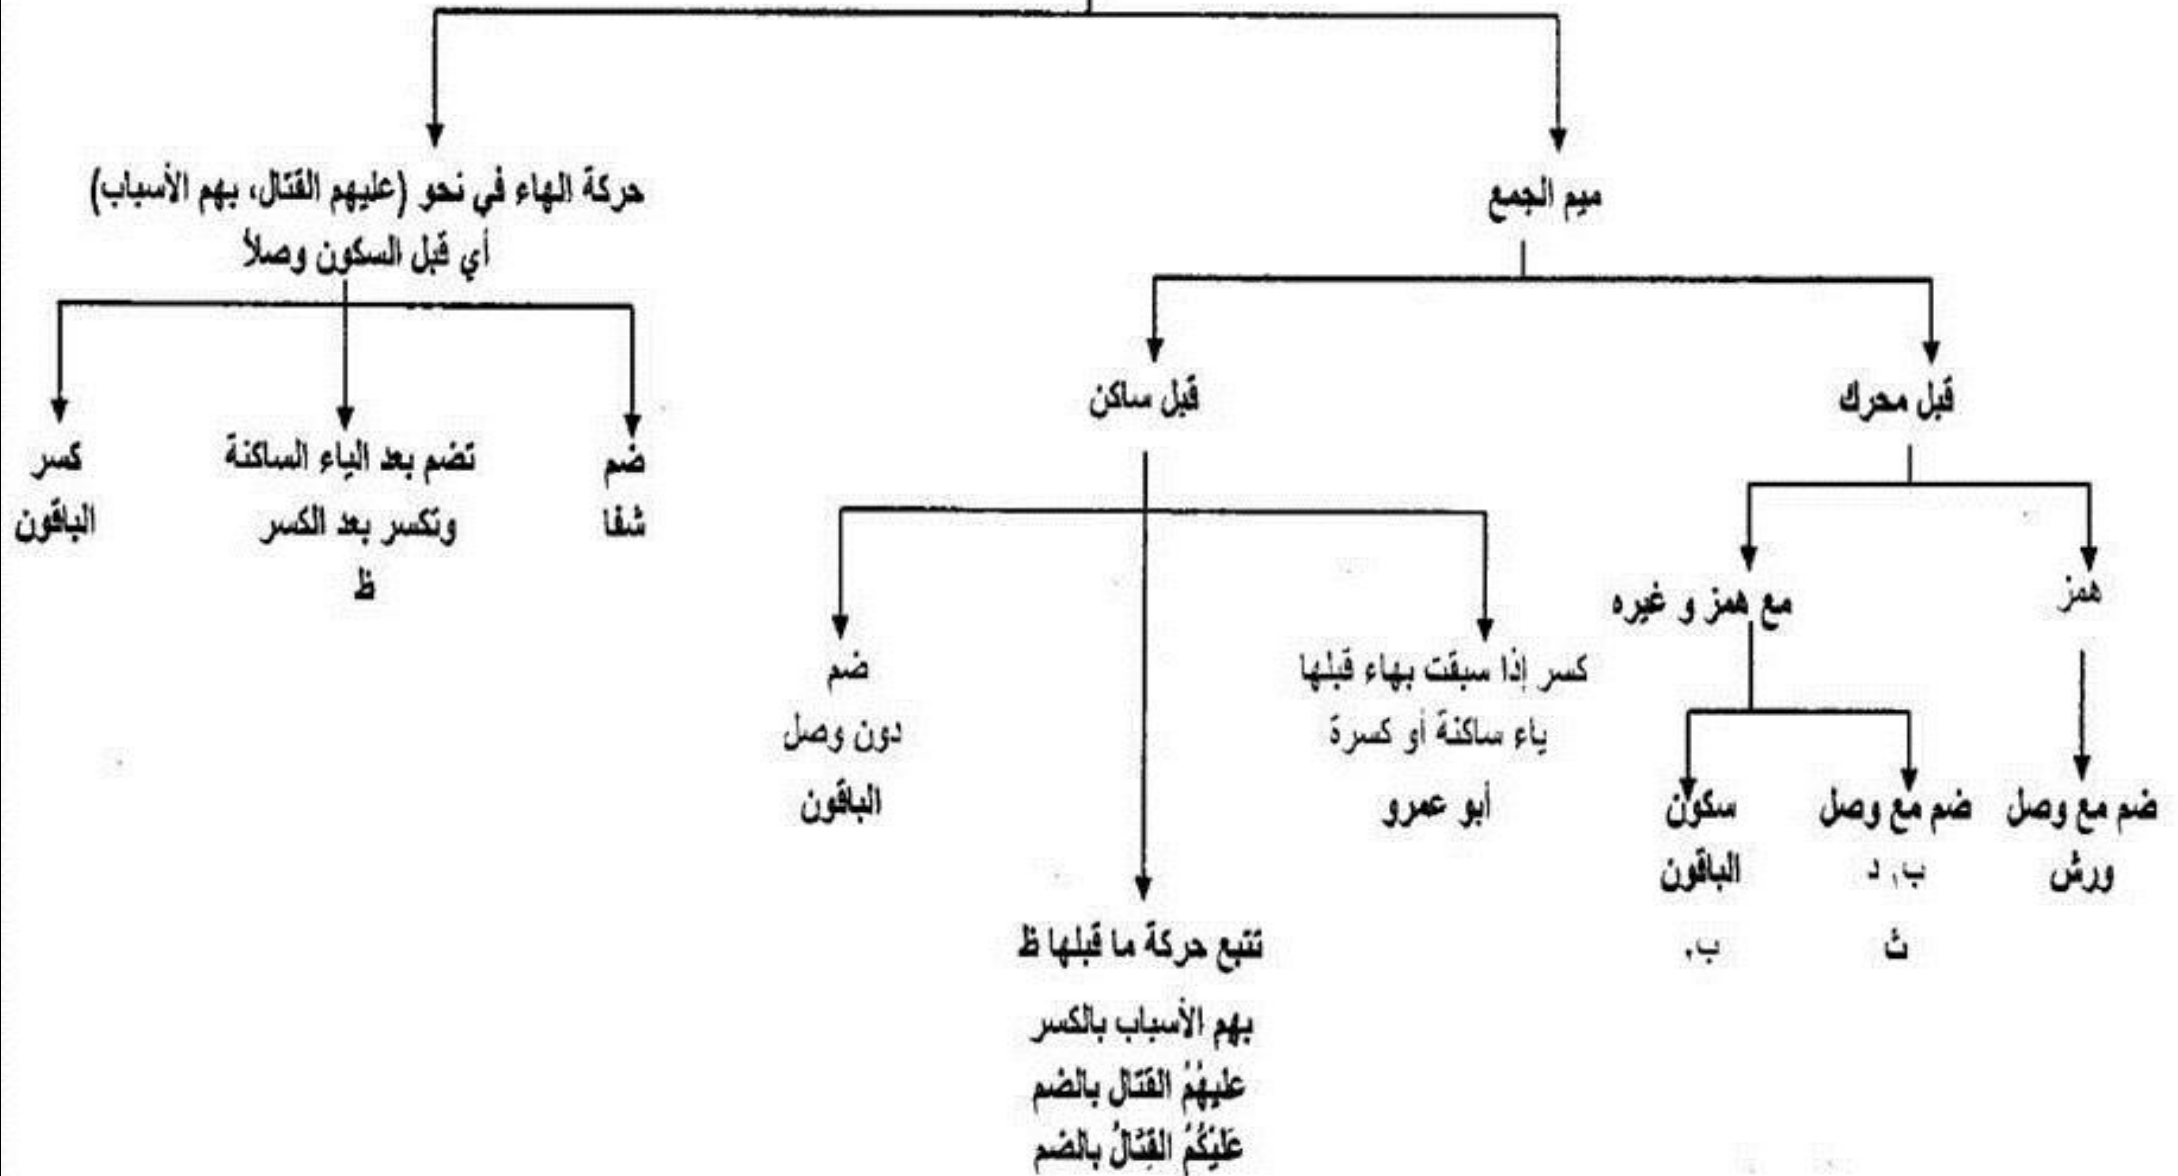 ميم الجمع
حركة الهاء في نحو (عليهم القتال، بهم الأسباب)
أي قبل السكون وصلاً
قبل محرك
قبل ساكن
ضم
شفا
تضم بعد الياء الساكنة
وتكسر بعد الكسر
ظ
كسر
الباقون
همز
مع همز و غيره
كسر إذا سبقت بهاء قبلها
ياء ساكنة أو كسرة
أبو عمرو
ضم
دون وصل
الباقون
ضم مع وصل
ورش
ضم مع وصل
ب، د
ث
سكون
الباقون
ب،
تتبع حركة ما قبلها ظ
بهم الأسباب بالكسر
عليهُمُ القتال بالضم
عَلَيْكُمُ القِتَالُ بالضم